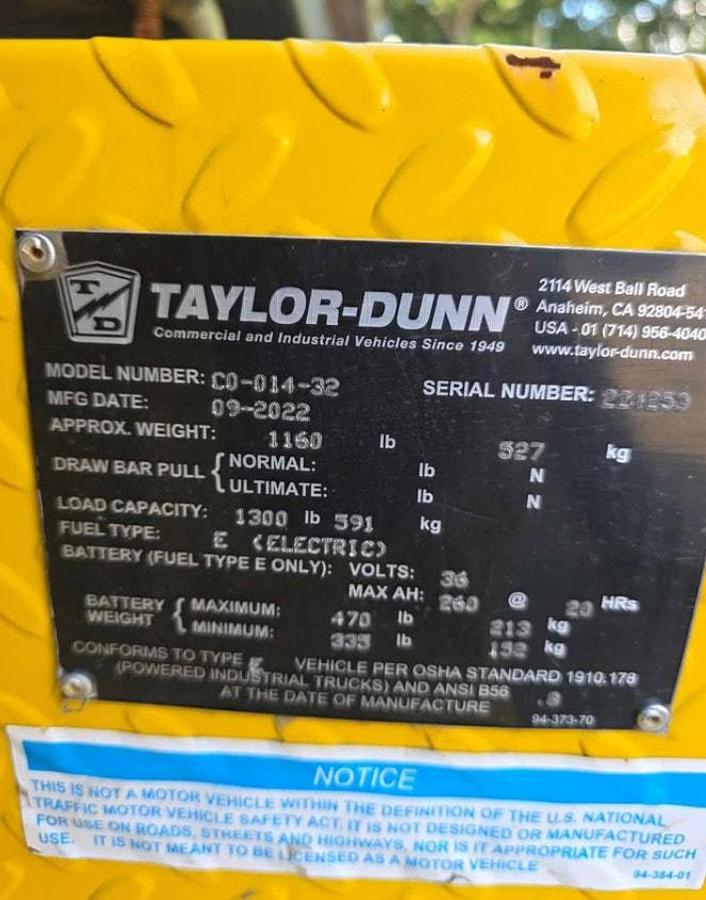 TD
TAYLOR-DUNN®
Commercial and Industrial Vehicles Since 1949
2114 West Ball Road
Anaheim, CA 92804-54
USA - 01 (714) 956-4040
www.taylor-dunn.com
MODEL NUMBER: CO-014-32 SERIAL NUMBER:
MFG DATE: 09-2022
APPROX. WEIGHT: 1160 lb 527 kg
DRAW BAR PULL { NORMAL: lb N
ULTIMATE: lb N
LOAD CAPACITY: 1300 lb 591 kg
FUEL TYPE: E (ELECTRIC)
BATTERY (FUEL TYPE E ONLY): VOLTS: 36
MAX AH: 260 @ 20 HRs
BATTERY WEIGHT { MAXIMUM: 470 lb 213 kg
MINIMUM: 335 lb 152 kg
CONFORMS TO TYPE E VEHICLE PER OSHA STANDARD 1910.178
(POWERED INDUSTRIAL TRUCKS) AND ANSI B56 .8
AT THE DATE OF MANUFACTURE
94-373-70
NOTICE
THIS IS NOT A MOTOR VEHICLE WITHIN THE DEFINITION OF THE U.S. NATIONAL
TRAFFIC MOTOR VEHICLE SAFETY ACT. IT IS NOT DESIGNED OR MANUFACTURED
FOR USE ON ROADS, STREETS AND HIGHWAYS, NOR IS IT APPROPRIATE FOR SUCH
USE. IT IS NOT MEANT TO BE LICENSED AS A MOTOR VEHICLE
94-384-01